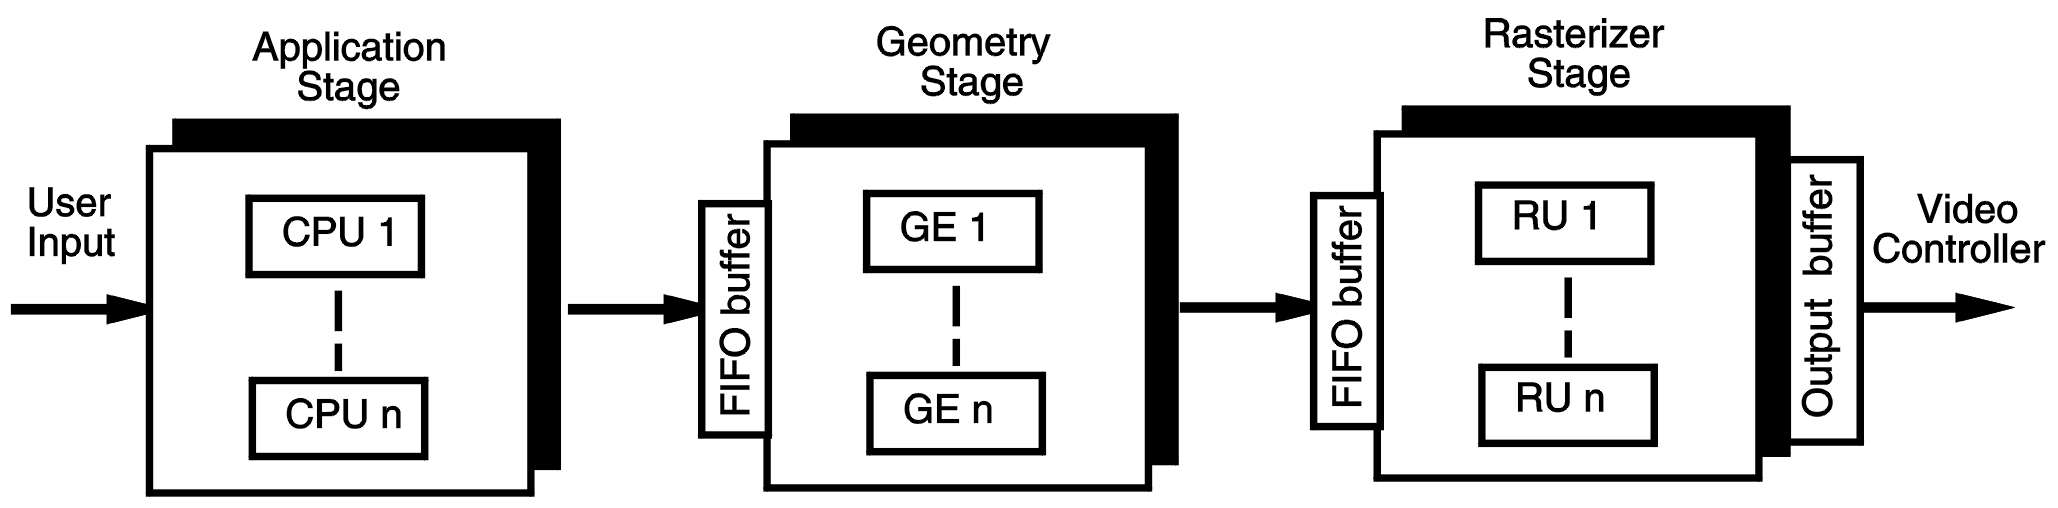 User
Input
Application
Stage
CPU 1
CPU n
FIFO buffer
Geometry
Stage
GE 1
GE n
FIFO buffer
Rasterizer
Stage
RU 1
RU n
Output buffer
Video
Controller